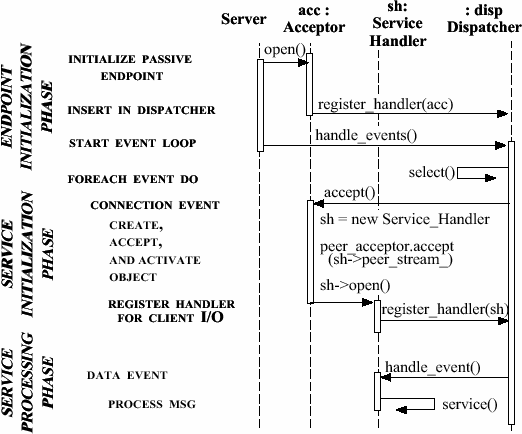 Server
acc :
Acceptor
sh:
Service
Handler
: disp
Dispatcher
ENDPOINT
INITIALIZATION
PHASE
INITIALIZE PASSIVE
ENDPOINT
open()
INSERT IN DISPATCHER
register_handler(acc)
START EVENT LOOP
handle_events()
FOREACH EVENT DO
select()
SERVICE
INITIALIZATION
PHASE
CONNECTION EVENT
accept()
CREATE,
ACCEPT,
AND ACTIVATE
OBJECT
sh = new Service_Handler
peer_acceptor.accept
(sh->peer_stream_)
sh->open()
REGISTER HANDLER
FOR CLIENT I/O
register_handler(sh)
SERVICE
PROCESSING
PHASE
DATA EVENT
handle_event()
PROCESS MSG
service()